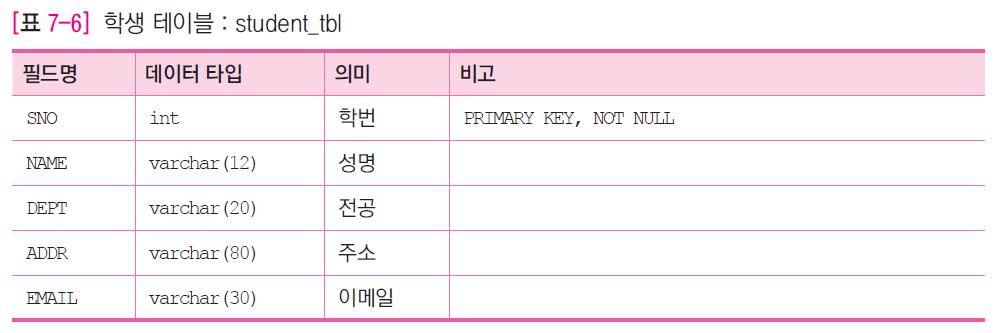 [표 7-6] 학생 테이블 : student_tbl
필드명 데이터 타입 의미 비고
SNO int 학번 PRIMARY KEY, NOT NULL
NAME varchar(12) 성명
DEPT varchar(20) 전공
ADDR varchar(80) 주소
EMAIL varchar(30) 이메일